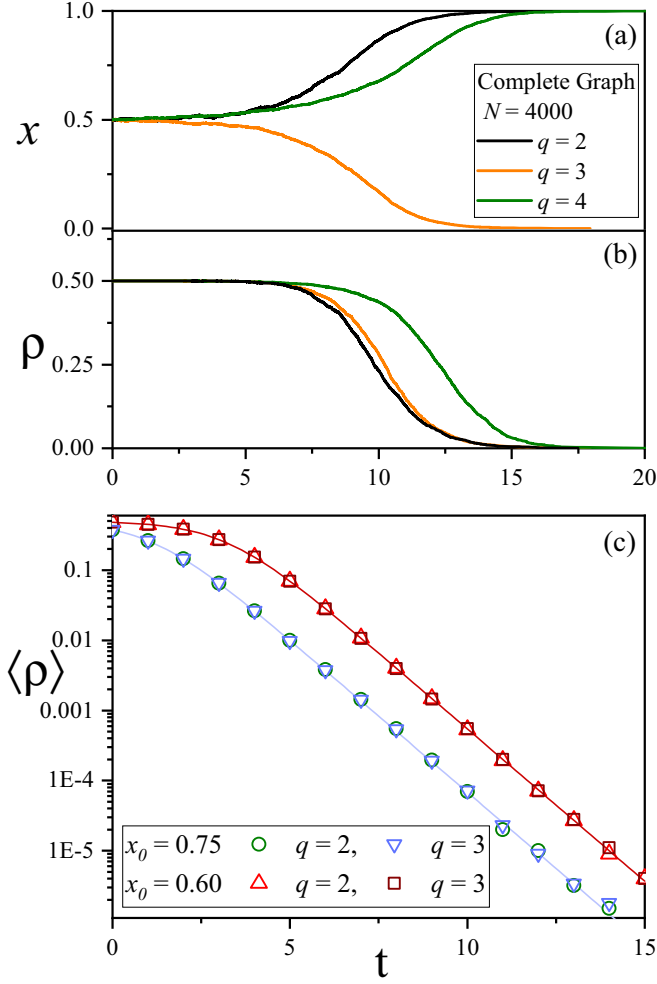 1.0
(a)
Complete Graph
N = 4000
0.5
x
q = 2
q = 3
q = 4
0.0
(b)
0.50
ρ
0.25
0.00
0 5 10 15 20
(c)
0.1
0.01
⟨ρ⟩
0.001
1E-4
x0 = 0.75 q = 2, q = 3
1E-5
x0 = 0.60 q = 2, q = 3
0 5 10 15
t